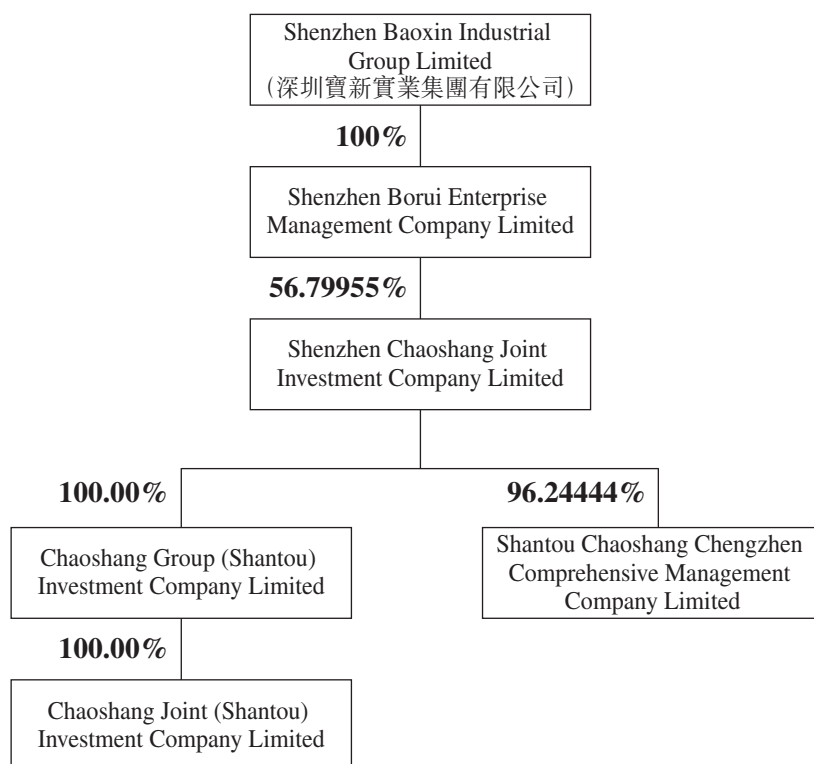 Shenzhen Baoxin Industrial
Group Limited
(深圳寶新實業集團有限公司)
100%
Shenzhen Borui Enterprise
Management Company Limited
56.79955%
Shenzhen Chaoshang Joint
Investment Company Limited
100.00%
96.24444%
Chaoshang Group (Shantou)
Investment Company Limited
Shantou Chaoshang Chengzhen
Comprehensive Management
Company Limited
100.00%
Chaoshang Joint (Shantou)
Investment Company Limited